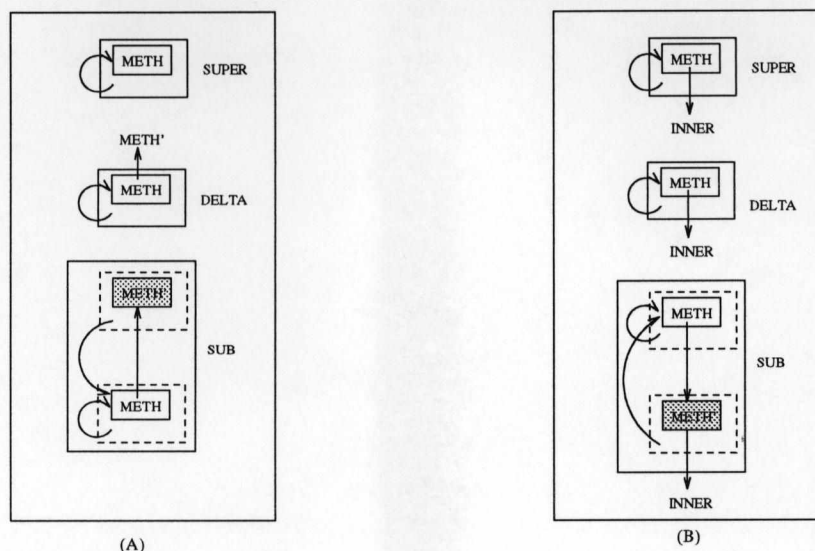 METH
SUPER
METH'
METH
DELTA
METH'
SUB
METH
(A)
METH
SUPER
INNER
METH
DELTA
INNER
METH
SUB
METH'
INNER
(B)